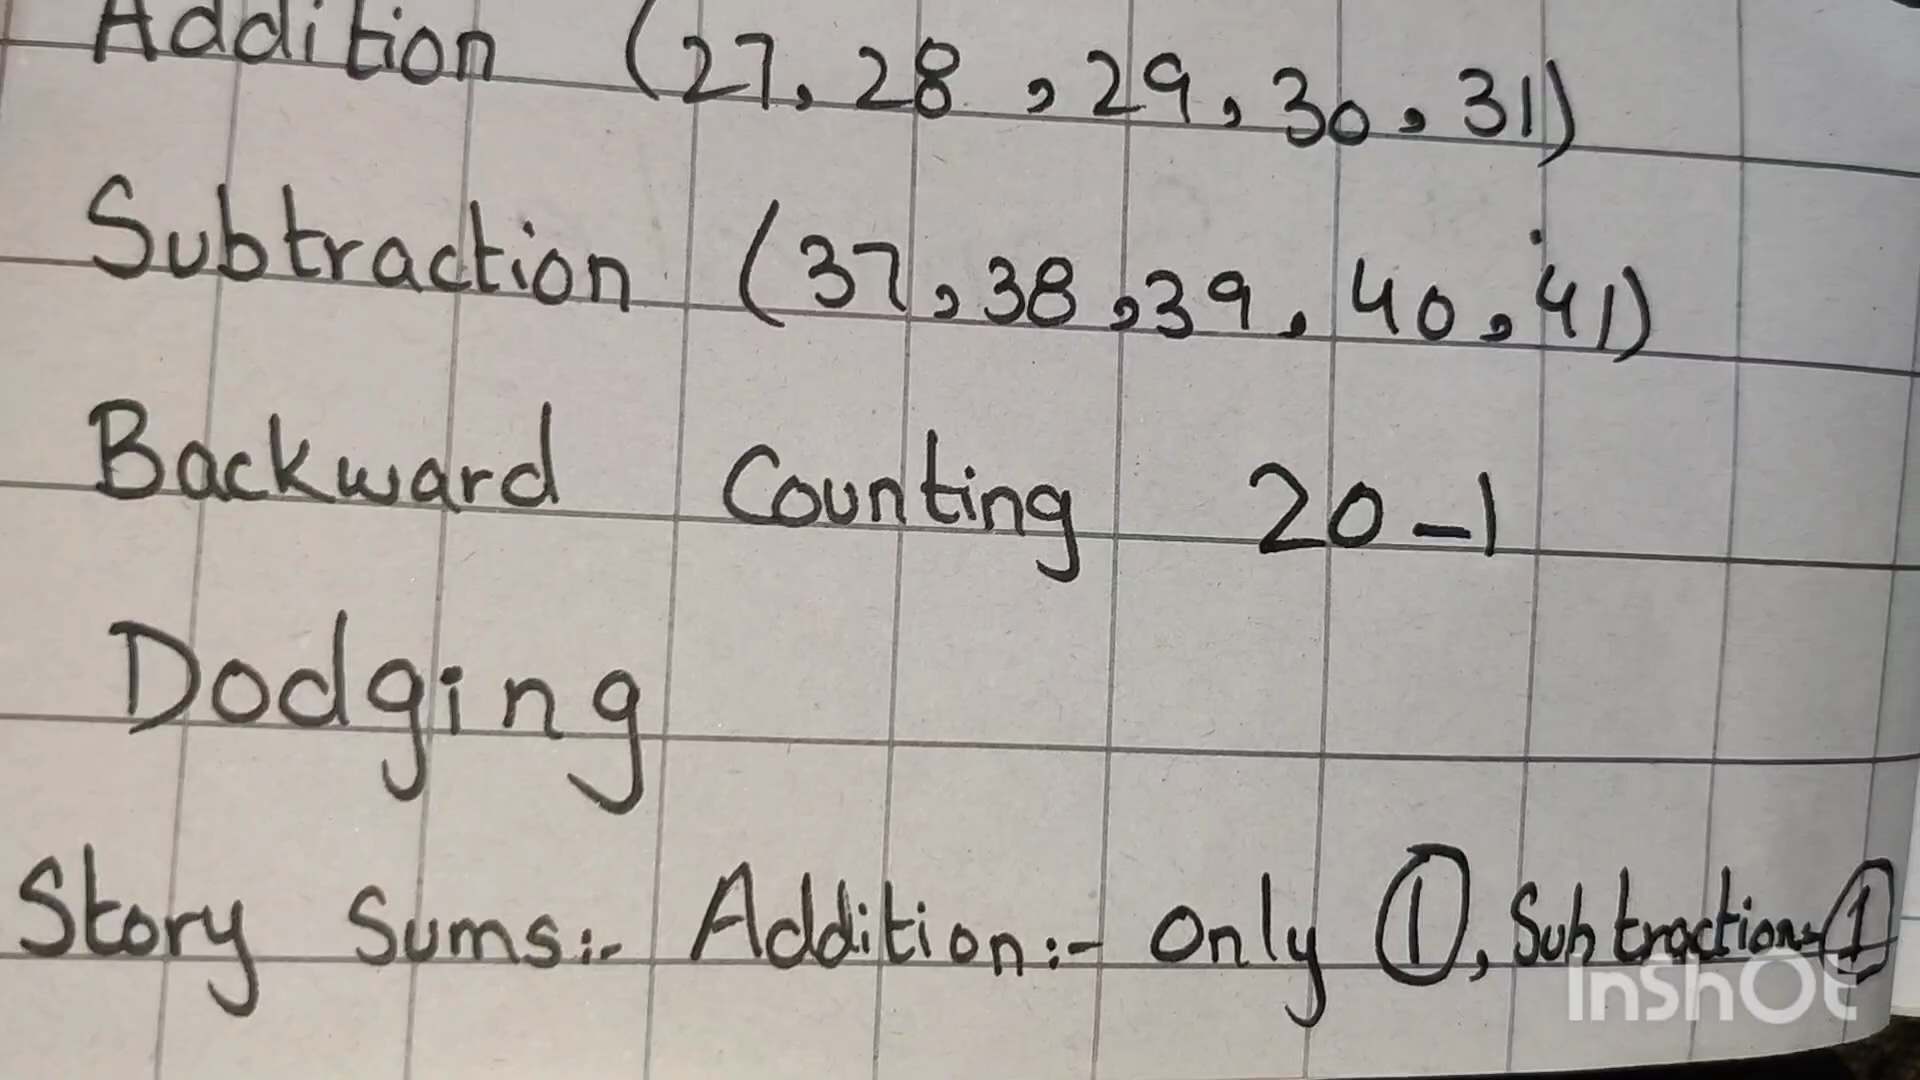 Addition (27, 28, 29, 30, 31)
Subtraction (37, 38, 39, 40, 41)
Backward Counting 20-1
Dodging
Story Sums:- Addition:- Only ①, Subtraction:-①
InShOt